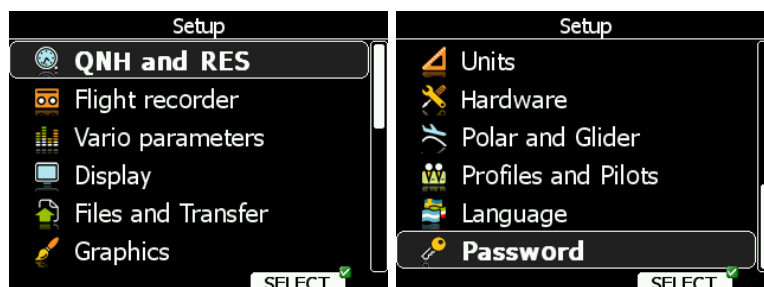 Setup
QNH and RES
Flight recorder
Vario parameters
Display
Files and Transfer
Graphics
SELECT
Setup
Units
Hardware
Polar and Glider
Profiles and Pilots
Language
Password
SELECT